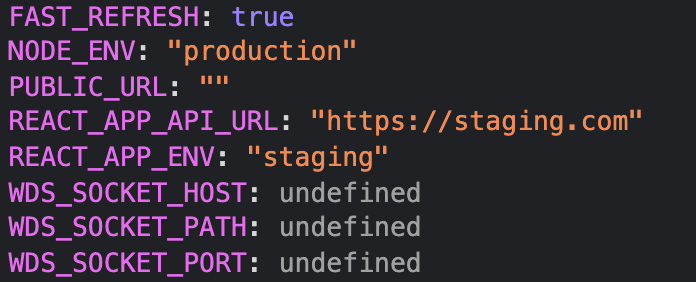 FAST_REFRESH: true
NODE_ENV: "production"
PUBLIC_URL: ""
REACT_APP_API_URL: "https://staging.com"
REACT_APP_ENV: "staging"
WDS_SOCKET_HOST: undefined
WDS_SOCKET_PATH: undefined
WDS_SOCKET_PORT: undefined